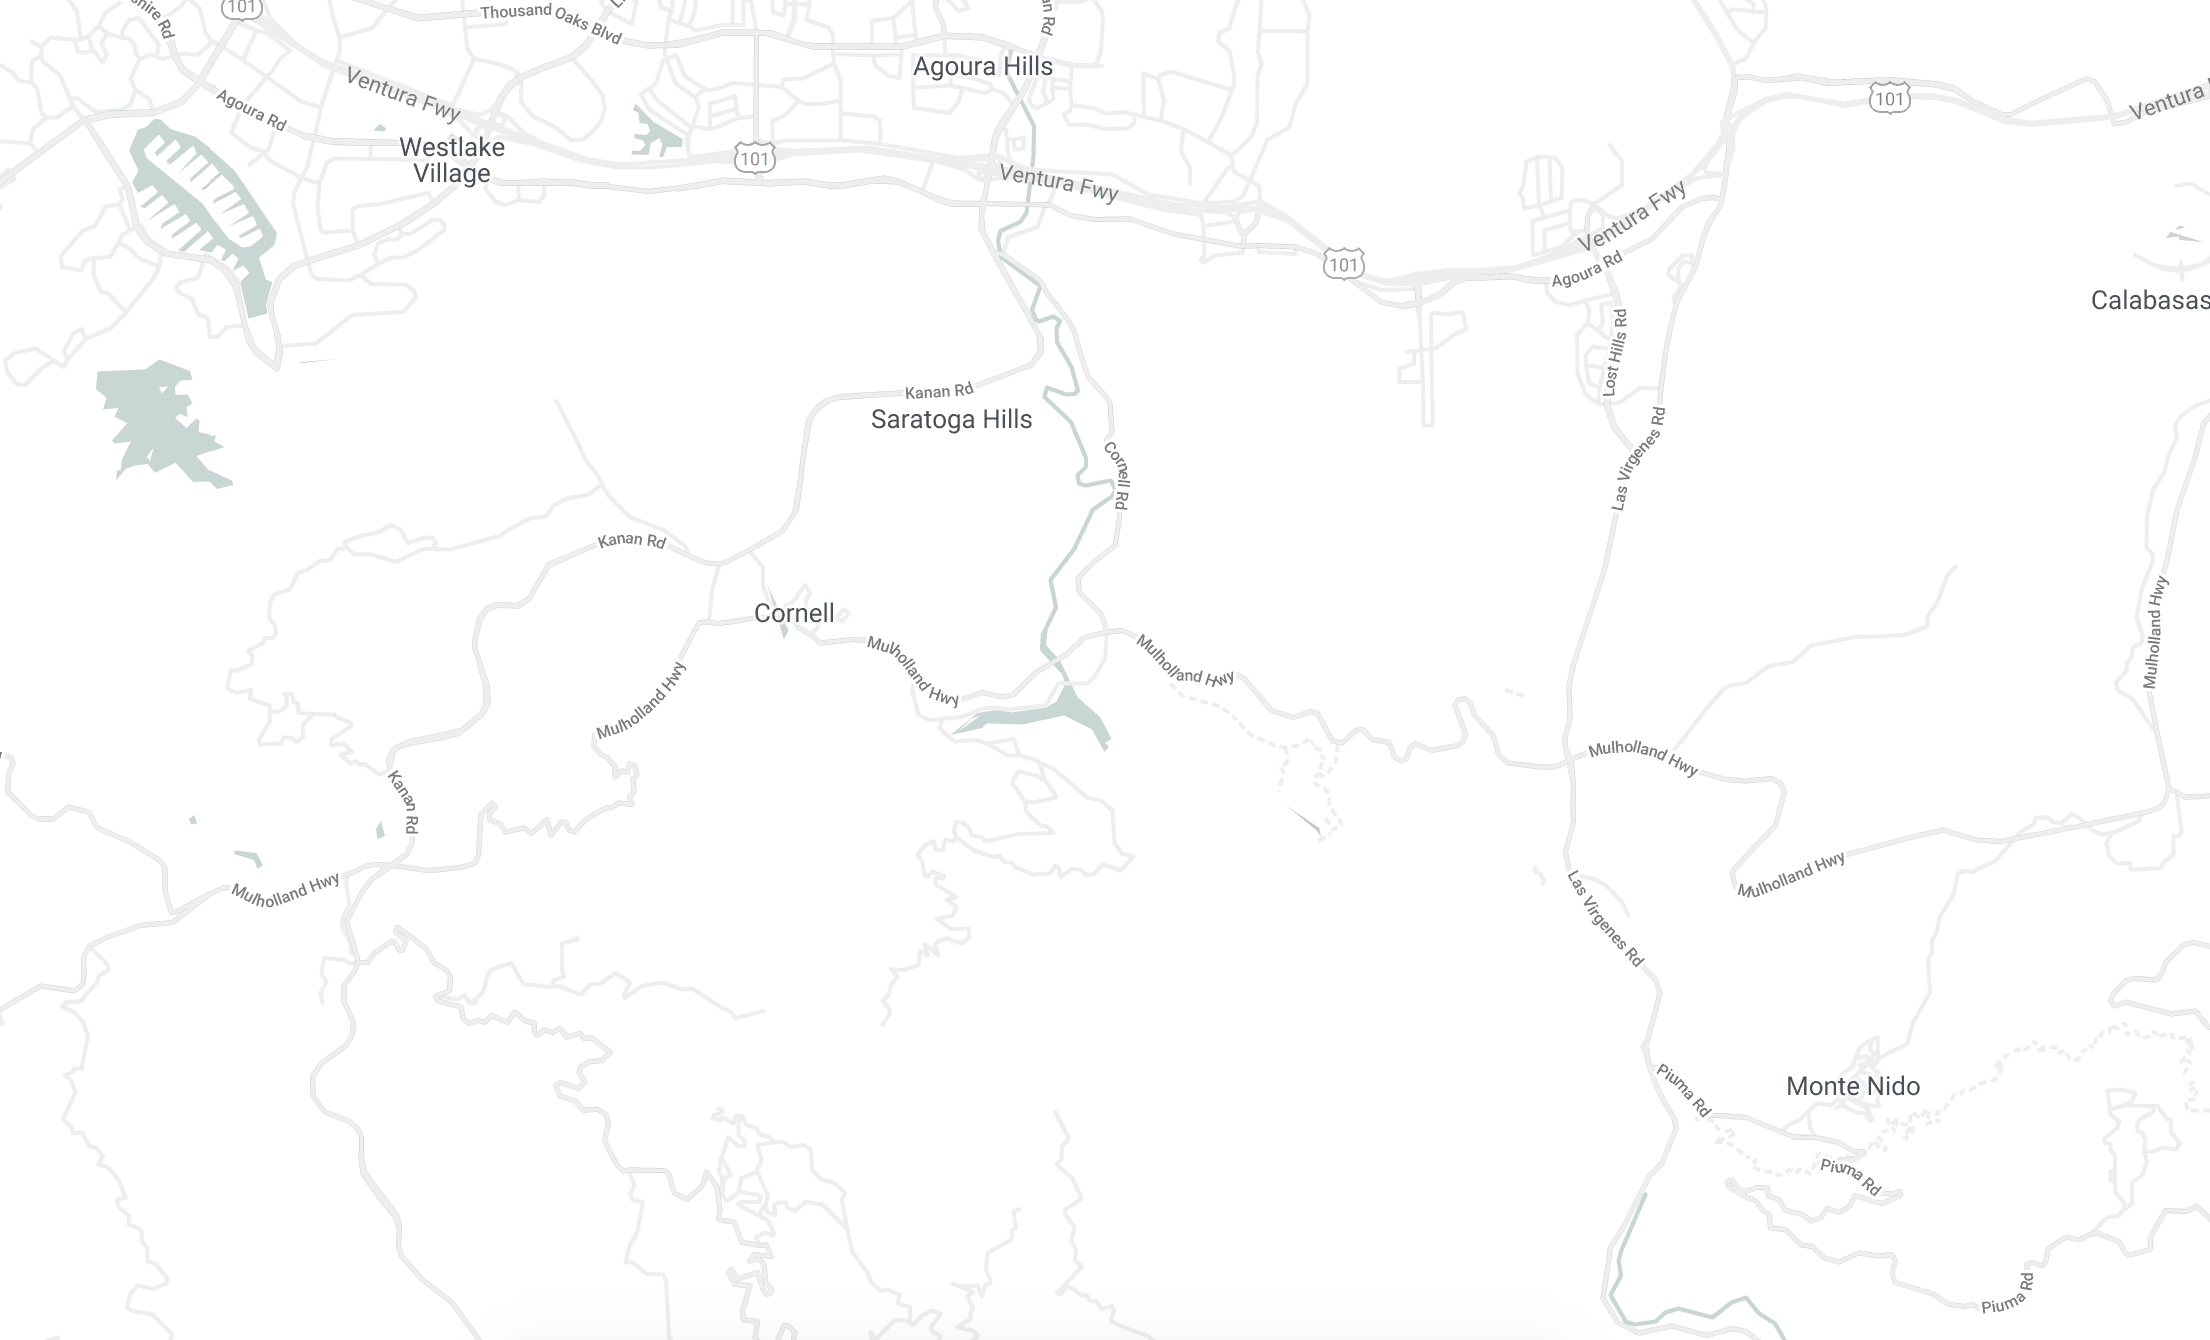 101
Thousand Oaks Blvd
Agoura Hills
Ventura Fwy
Agoura Rd
101
Ventura
Westlake
Village
101
Ventura Fwy
Ventura Fwy
101
Agoura Rd
Calabasas
Lost Hills Rd
Kanan Rd
Saratoga Hills
Las Virgenes Rd
Cornell Rd
Kanan Rd
Cornell
Mulholland Hwy
Mulholland Hwy
Mulholland Hwy
Mulholland Hwy
Mulholland Hwy
Kanan Rd
Mulholland Hwy
Mulholland Hwy
Las Virgenes Rd
Piuma Rd
Monte Nido
Piuma Rd
Piuma Rd